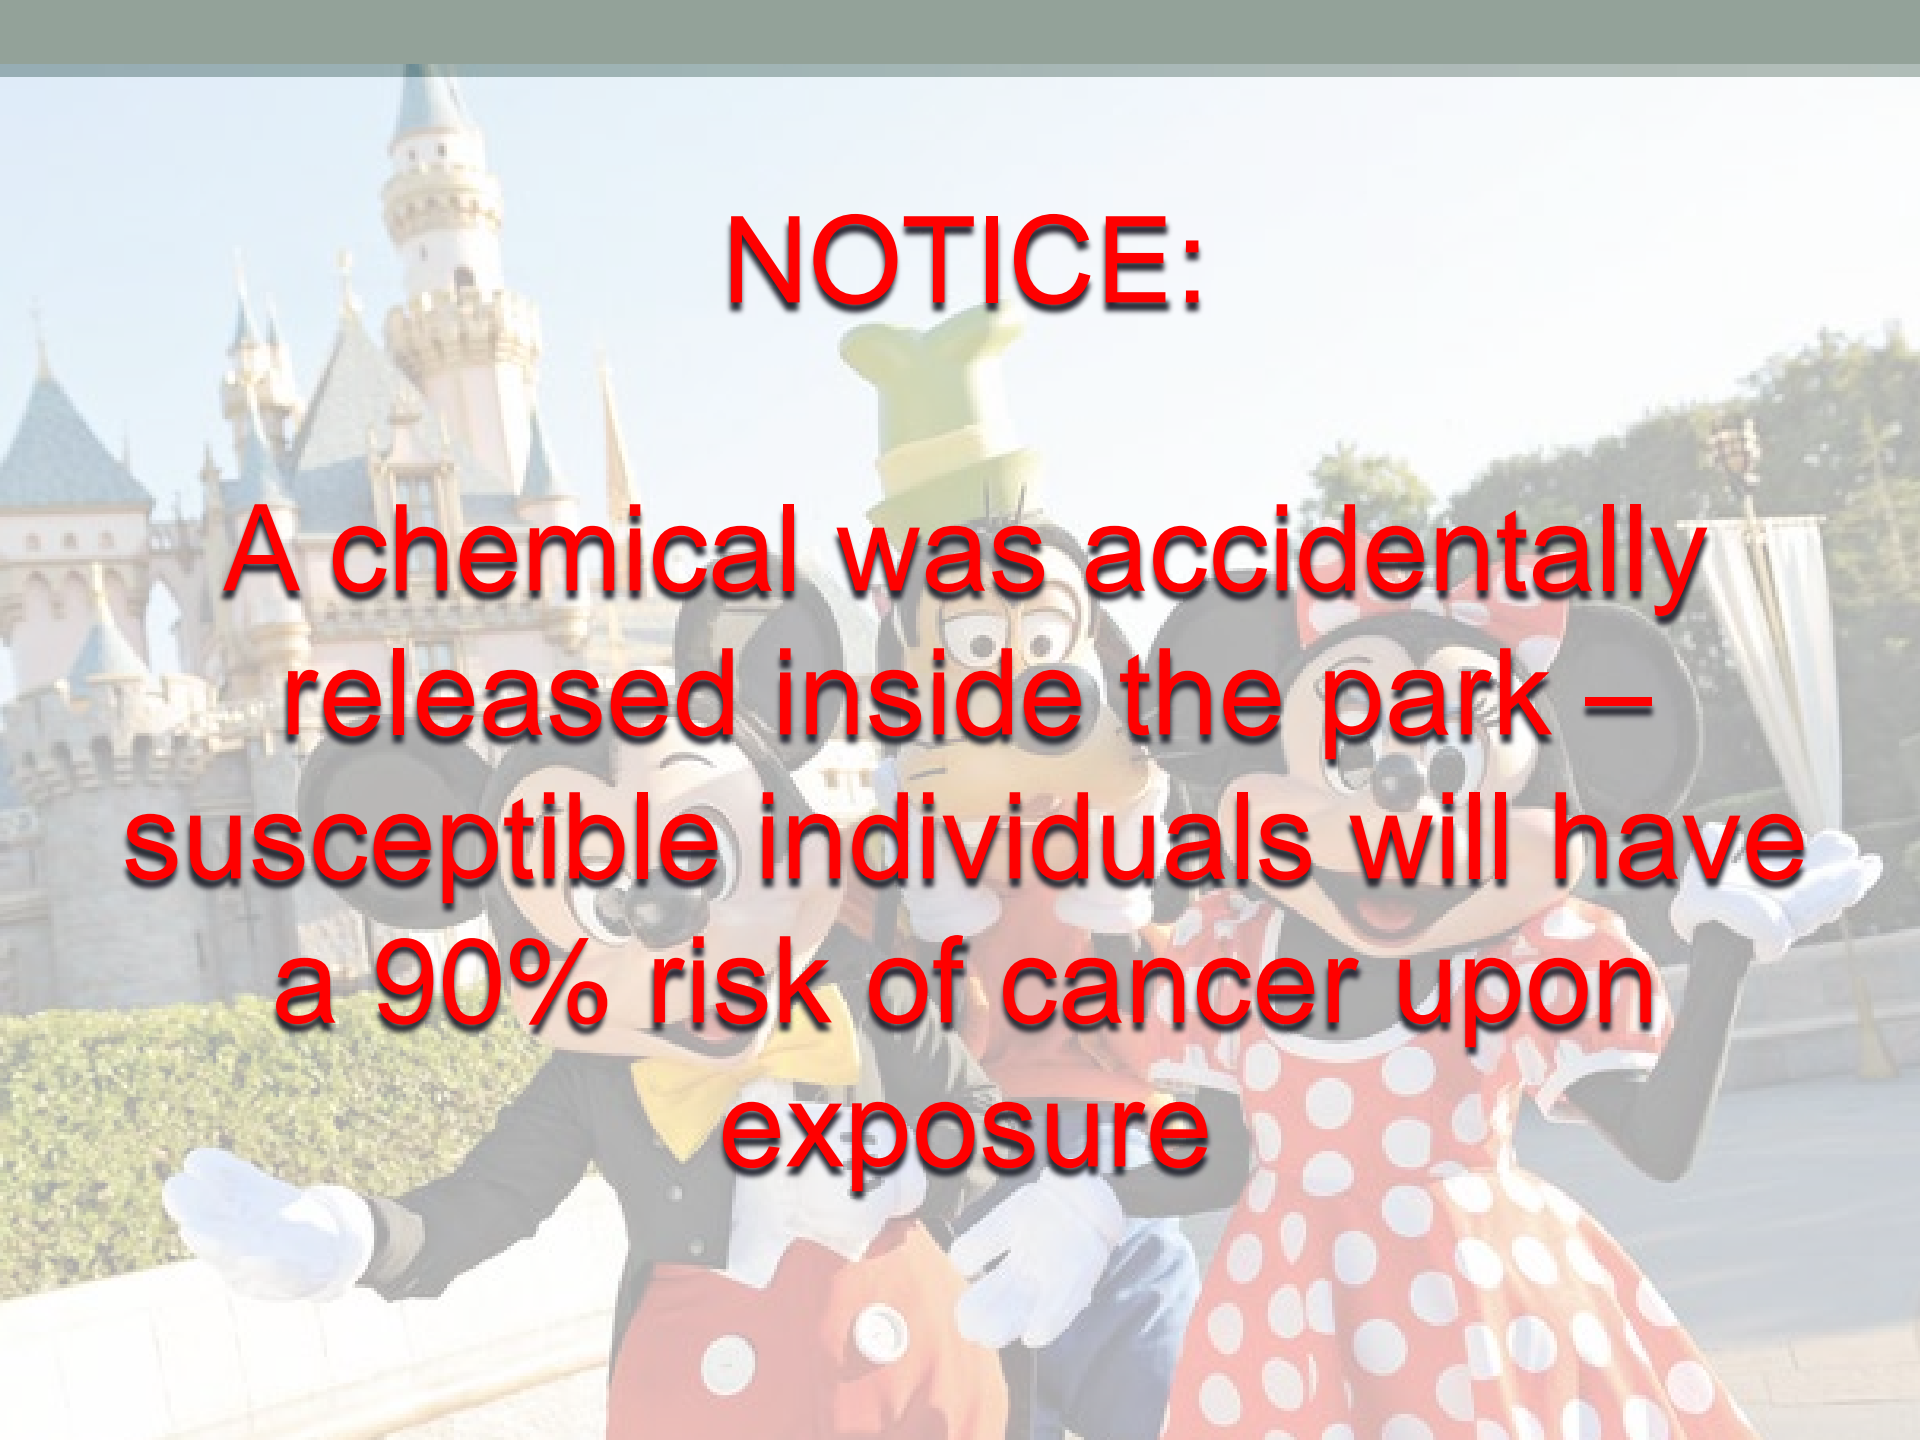 NOTICE:
A chemical was accidentally
released inside the park –
susceptible individuals will have
a 90% risk of cancer upon
exposure